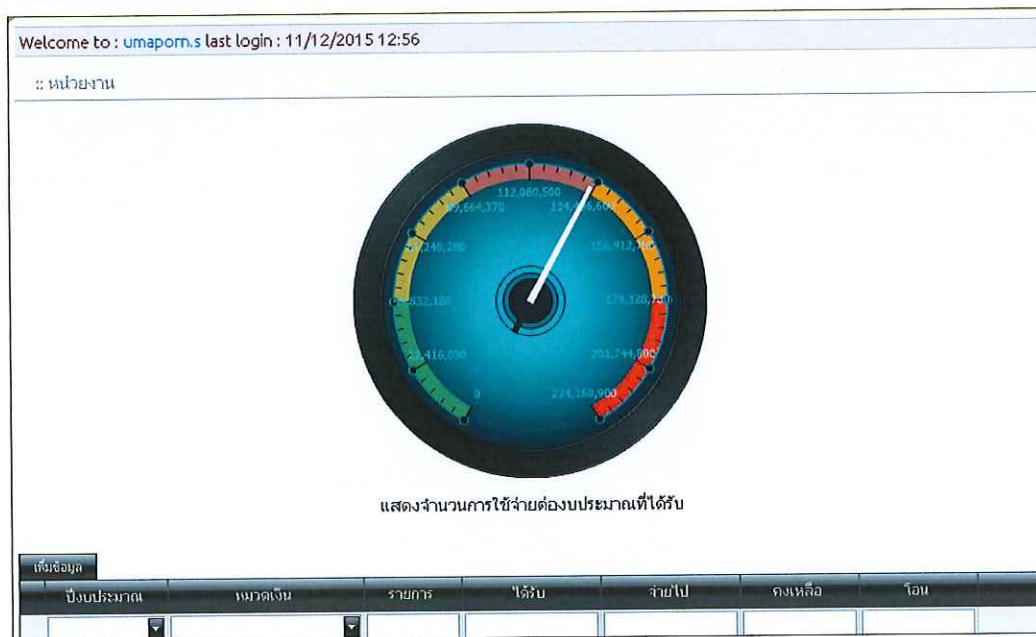 Welcome to : umaporn.s last login : 11/12/2015 12:56
:: หน่วยงาน
112,080,500
156,912,700
201,744,800
0
224,160,900
แสดงจำนวนการใช้จ่ายต่องบประมาณที่ได้รับ
เพิ่มข้อมูล
ปีงบประมาณ หมวดเงิน รายการ ได้รับ จ่ายไป คงเหลือ โอน